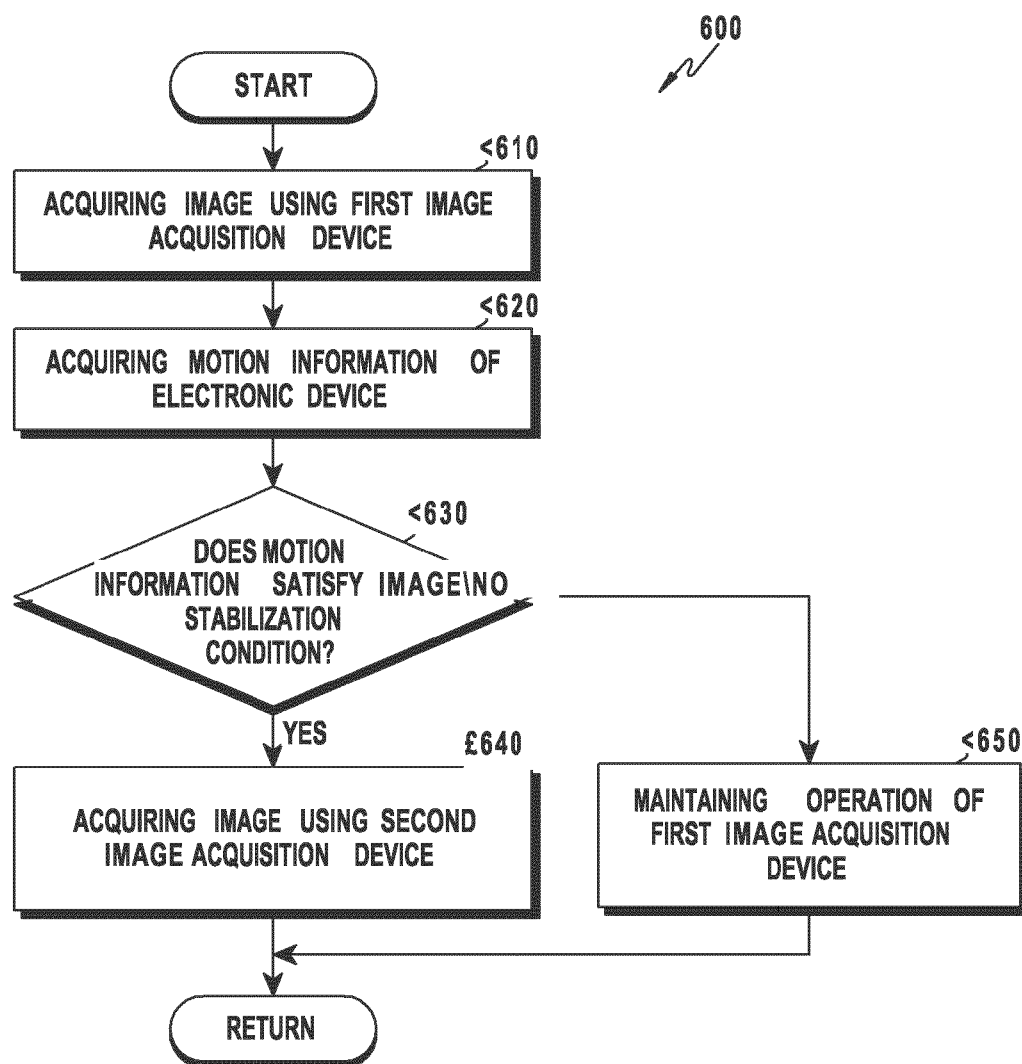 600
START
<610
ACQUIRING IMAGE USING FIRST IMAGE
ACQUISITION DEVICE
<620
ACQUIRING MOTION INFORMATION OF
ELECTRONIC DEVICE
<630
DOES MOTION
INFORMATION SATISFY IMAGE\NO
STABILIZATION
CONDITION?
YES
£640
ACQUIRING IMAGE USING SECOND
IMAGE ACQUISITION DEVICE
<650
MAINTAINING OPERATION OF
FIRST IMAGE ACQUISITION
DEVICE
RETURN